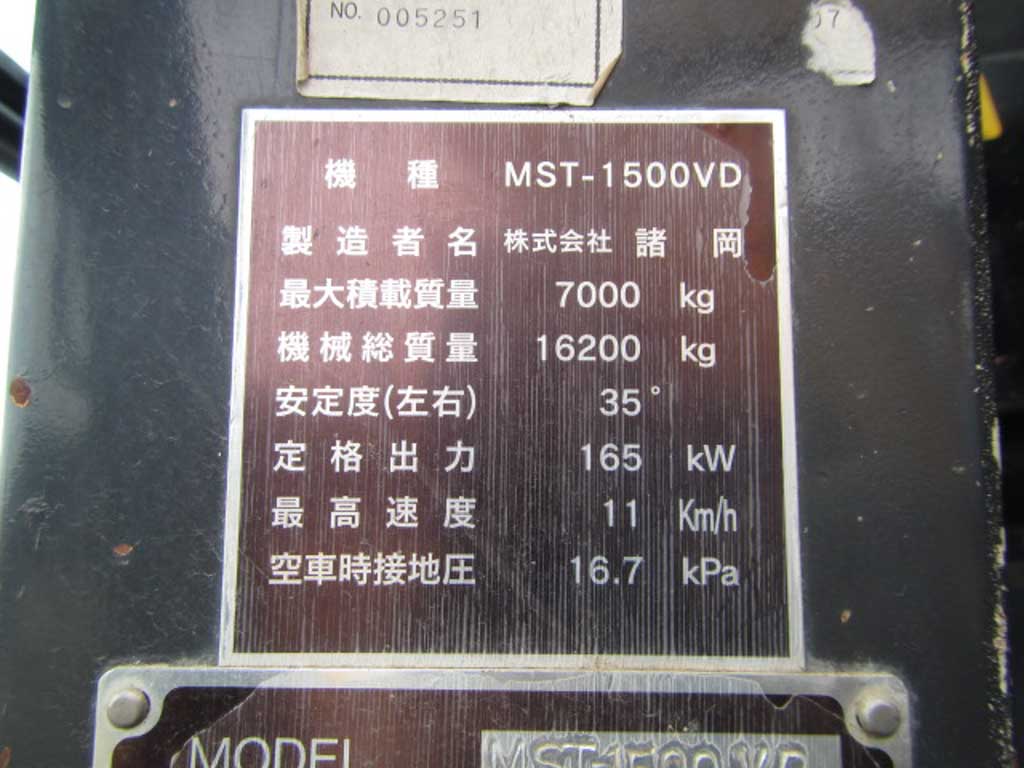 NO. 005251
07
機種 MST-1500VD
製造者名 株式会社 諸岡
最大積載質量 7000 kg
機械総質量 16200 kg
安定度(左右) 35°
定格出力 165 kW
最高速度 11 Km/h
空車時接地圧 16.7 kPa
MODEL MST-1500VD